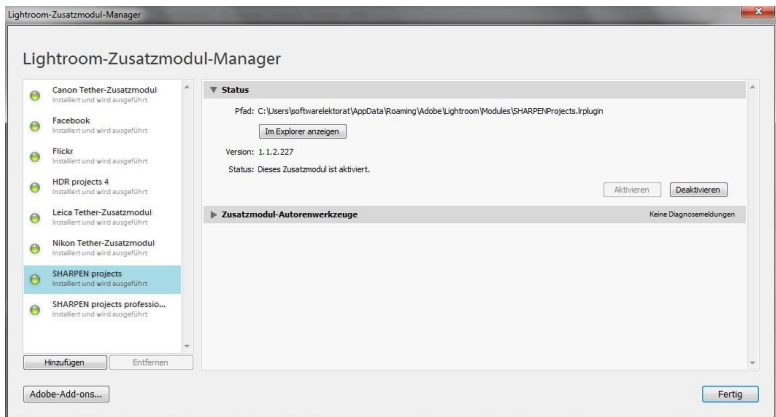 Lightroom-Zusatzmodul-Manager
Lightroom-Zusatzmodul-Manager
Canon Tether-Zusatzmodul
Installiert und wird ausgeführt
Facebook
Installiert und wird ausgeführt
Flickr
Installiert und wird ausgeführt
HDR projects 4
Installiert und wird ausgeführt
Leica Tether-Zusatzmodul
Installiert und wird ausgeführt
Nikon Tether-Zusatzmodul
Installiert und wird ausgeführt
SHARPEN projects
Installiert und wird ausgeführt
SHARPEN projects professio...
Installiert und wird ausgeführt
Hinzufügen Entfernen
Adobe-Add-ons...
Status
Pfad: C:\Users\softwarelektorat\AppData\Roaming\Adobe\Lightroom\Modules\SHARPENProjects.lrplugin
Im Explorer anzeigen
Version: 1.1.2.227
Status: Dieses Zusatzmodul ist aktiviert.
Aktivieren Deaktivieren
Zusatzmodul-Autorenwerkzeuge Keine Diagnosemeldungen
Fertig